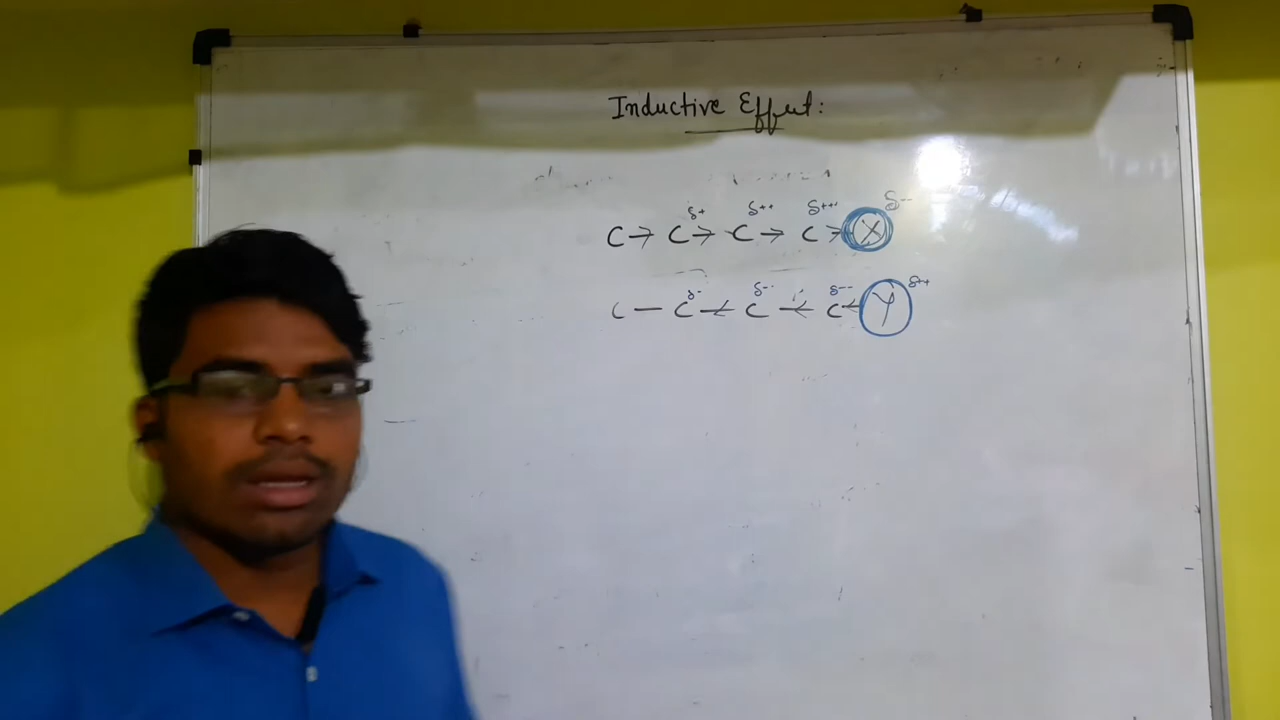 Inductive Effect:
C → C δ+ → C δ++ → C δ+++ → X δ--
C — C δ- ← C δ-- ← C δ--- ← Y δ++